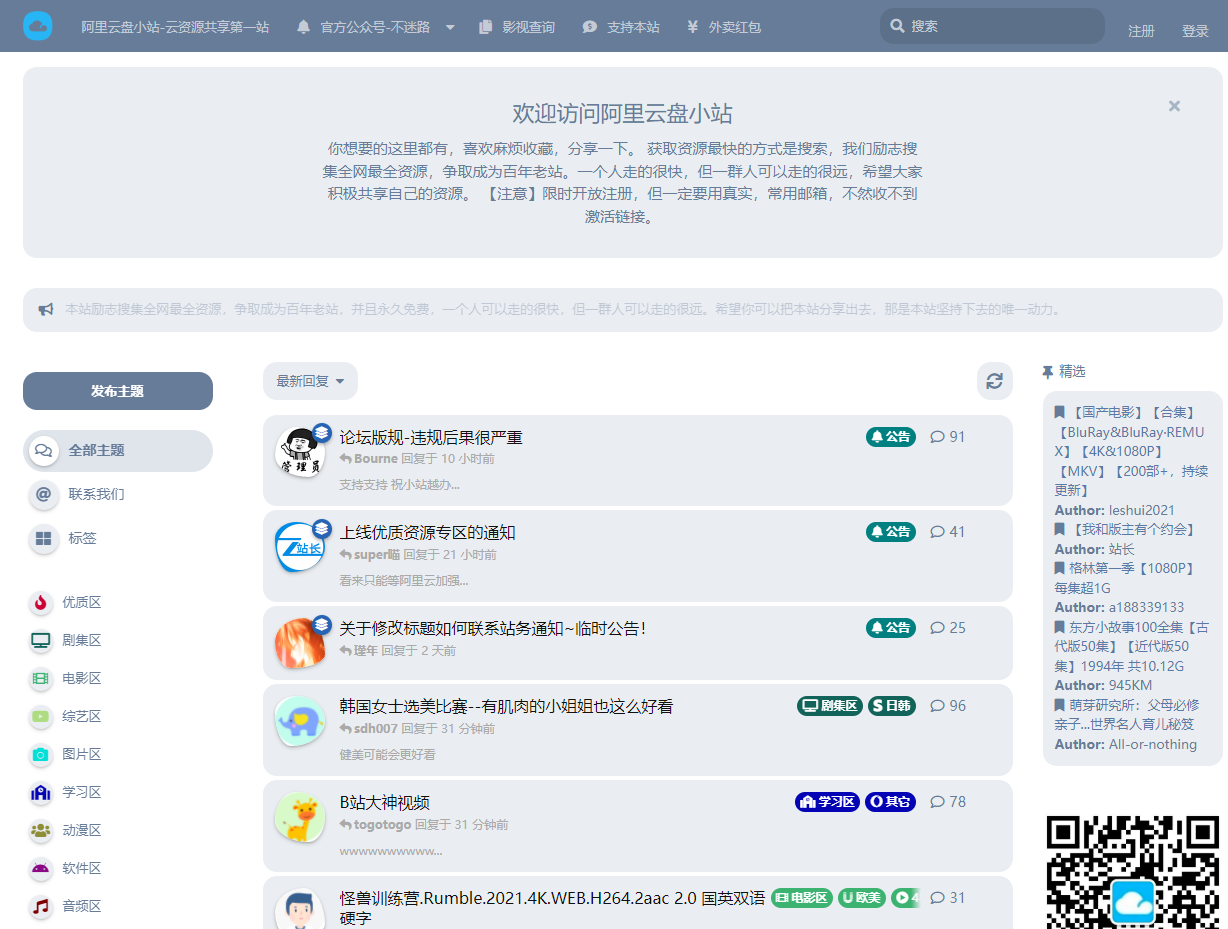 阿里云盘小站-云资源共享第一站 官方公众号-不迷路 影视查询 支持本站 外卖红包 搜索 注册 登录
欢迎访问阿里云盘小站
你想要的这里都有，喜欢麻烦收藏，分享一下。 获取资源最快的方式是搜索，我们励志搜
集全网最全资源，争取成为百年老站。一个人走的很快，但一群人可以走的很远，希望大家
积极共享自己的资源。 【注意】限时开放注册，但一定要用真实，常用邮箱，不然收不到
激活链接。
本站励志搜集全网最全资源，争取成为百年老站，并且永久免费，一个人可以走的很快，但一群人可以走的很远。希望你可以把本站分享出去，那是本站坚持下去的唯一动力。
发布主题
全部主题
联系我们
标签
优质区
剧集区
电影区
综艺区
图片区
学习区
动漫区
软件区
音频区
最新回复
论坛版规-违规后果很严重 公告 91
管理员
Bourne 回复于 10 小时前
支持支持 祝小站越办...
上线优质资源专区的通知 公告 41
站长
super喵 回复于 21 小时前
看来只能等阿里云加强...
关于修改标题如何联系站务通知~临时公告！ 公告 25
瑾年 回复于 2 天前
韩国女士选美比赛--有肌肉的小姐姐也这么好看 剧集区 日韩 96
sdh007 回复于 31 分钟前
健美可能会更好看
B站大神视频 学习区 其它 78
togotogo 回复于 31 分钟前
wwwwwwwwww...
怪兽训练营.Rumble.2021.4K.WEB.H264.2aac 2.0 国英双语 电影区 欧美 4 31
硬字
精选
【国产电影】【合集】
【BluRay&BluRay·REMU
X】【4K&1080P】
【MKV】【200部+，持续
更新】
Author: leshui2021
【我和版主有个约会】
Author: 站长
格林第一季【1080P】
每集超1G
Author: a188339133
东方小故事100全集【古
代版50集】【近代版50
集】1994年 共10.12G
Author: 945KM
萌芽研究所：父母必修
亲子...世界名人育儿秘笈
Author: All-or-nothing